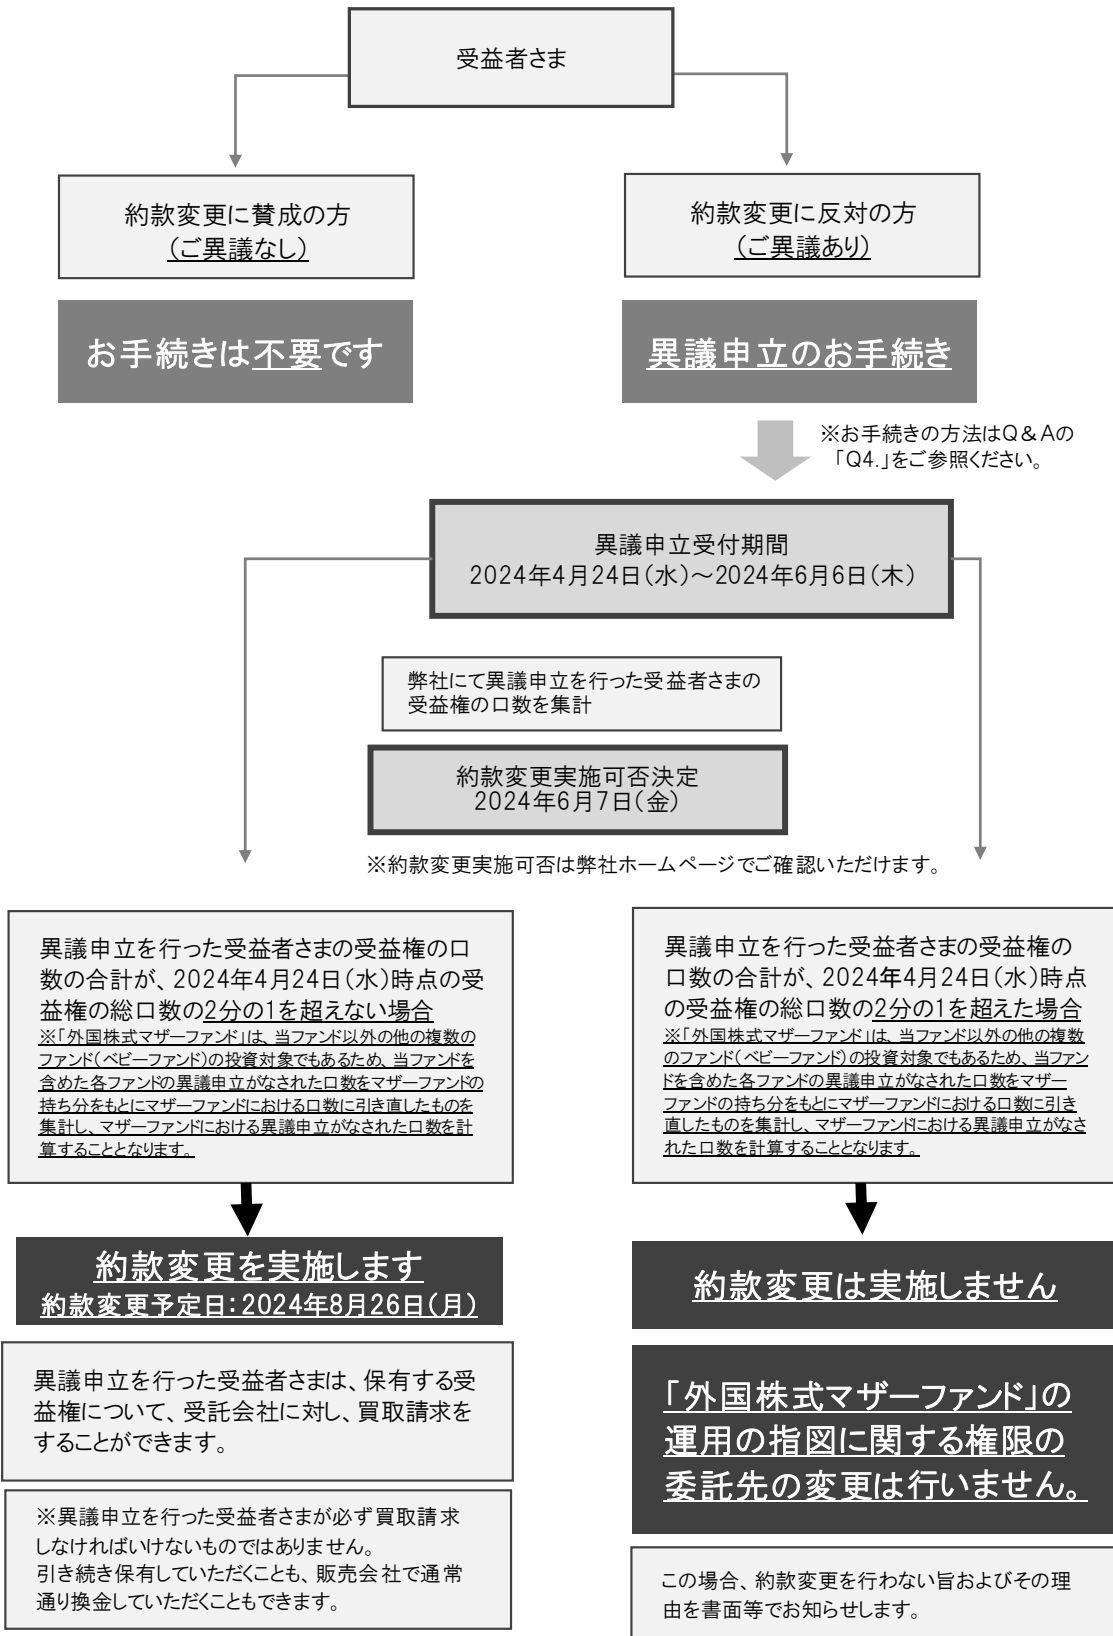 受益者さま
約款変更に賛成の方
（ご異議なし）
約款変更に反対の方
（ご異議あり）
お手続きは不要です
異議申立のお手続き
※お手続きの方法はQ&Aの
「Q4.」をご参照ください。
異議申立受付期間
2024年4月24日（水）～2024年6月6日（木）
弊社にて異議申立を行った受益者さまの
受益権の口数を集計
約款変更実施可否決定
2024年6月7日（金）
※約款変更実施可否は弊社ホームページでご確認いただけます。
異議申立を行った受益者さまの受益権の口
数の合計が、2024年4月24日（水）時点の受
益権の総口数の2分の1を超えない場合
※「外国株式マザーファンド」は、当ファンド以外の他の複数の
ファンド（ベビーファンド）の投資対象でもあるため、当ファンドを
含めた各ファンドの異議申立がなされた口数をマザーファンドの
持ち分をもとにマザーファンドにおける口数に引き直したものを
集計し、マザーファンドにおける異議申立がなされた口数を計
算することとなります。
異議申立を行った受益者さまの受益権の
口数の合計が、2024年4月24日（水）時点
の受益権の総口数の2分の1を超えた場合
※「外国株式マザーファンド」は、当ファンド以外の他の複数
のファンド（ベビーファンド）の投資対象でもあるため、当ファン
ドを含めた各ファンドの異議申立がなされた口数をマザー
ファンドの持ち分をもとにマザーファンドにおける口数に引き
直したものを集計し、マザーファンドにおける異議申立がなさ
れた口数を計算することとなります。
約款変更を実施します
約款変更予定日：2024年8月26日（月）
約款変更は実施しません
異議申立を行った受益者さまは、保有する受
益権について、受託会社に対し、買取請求を
することができます。
※異議申立を行った受益者さまが必ず買取請求
しなければいけないものではありません。
引き続き保有していただくことも、販売会社で通常
通り換金していただくこともできます。
「外国株式マザーファンド」の
運用の指図に関する権限の
委託先の変更は行いません。
この場合、約款変更を行わない旨およびその理
由を書面等でお知らせします。